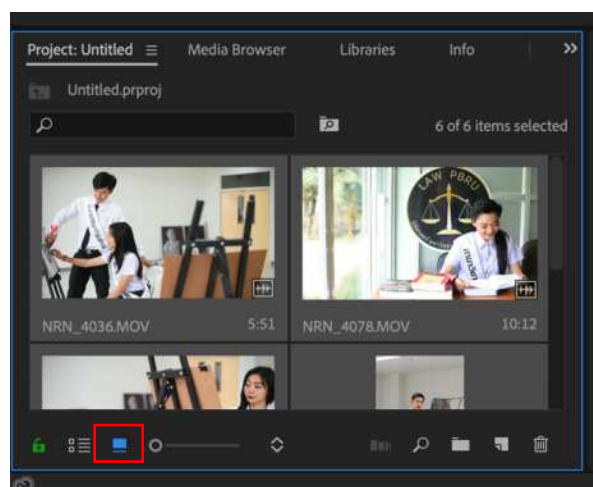 Project: Untitled Media Browser Libraries Info
Untitled.prproj
6 of 6 items selected
LAW PBRU
NRN_4036.MOV 5:51
NRN_4078.MOV 10:12